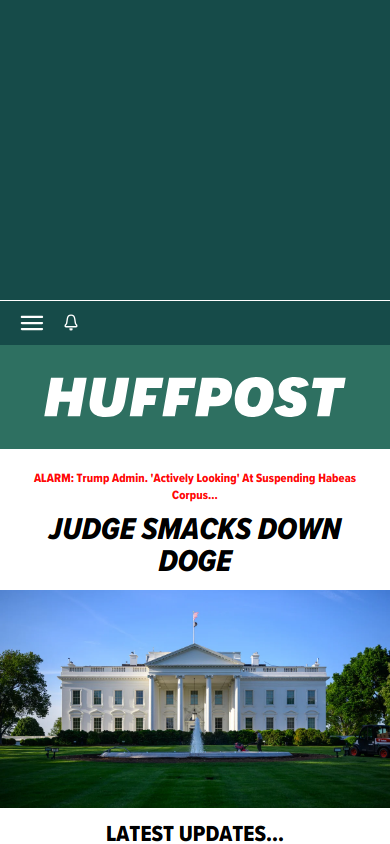 HUFFPOST
ALARM: Trump Admin. 'Actively Looking' At Suspending Habeas
Corpus...
JUDGE SMACKS DOWN
DOGE
LATEST UPDATES...